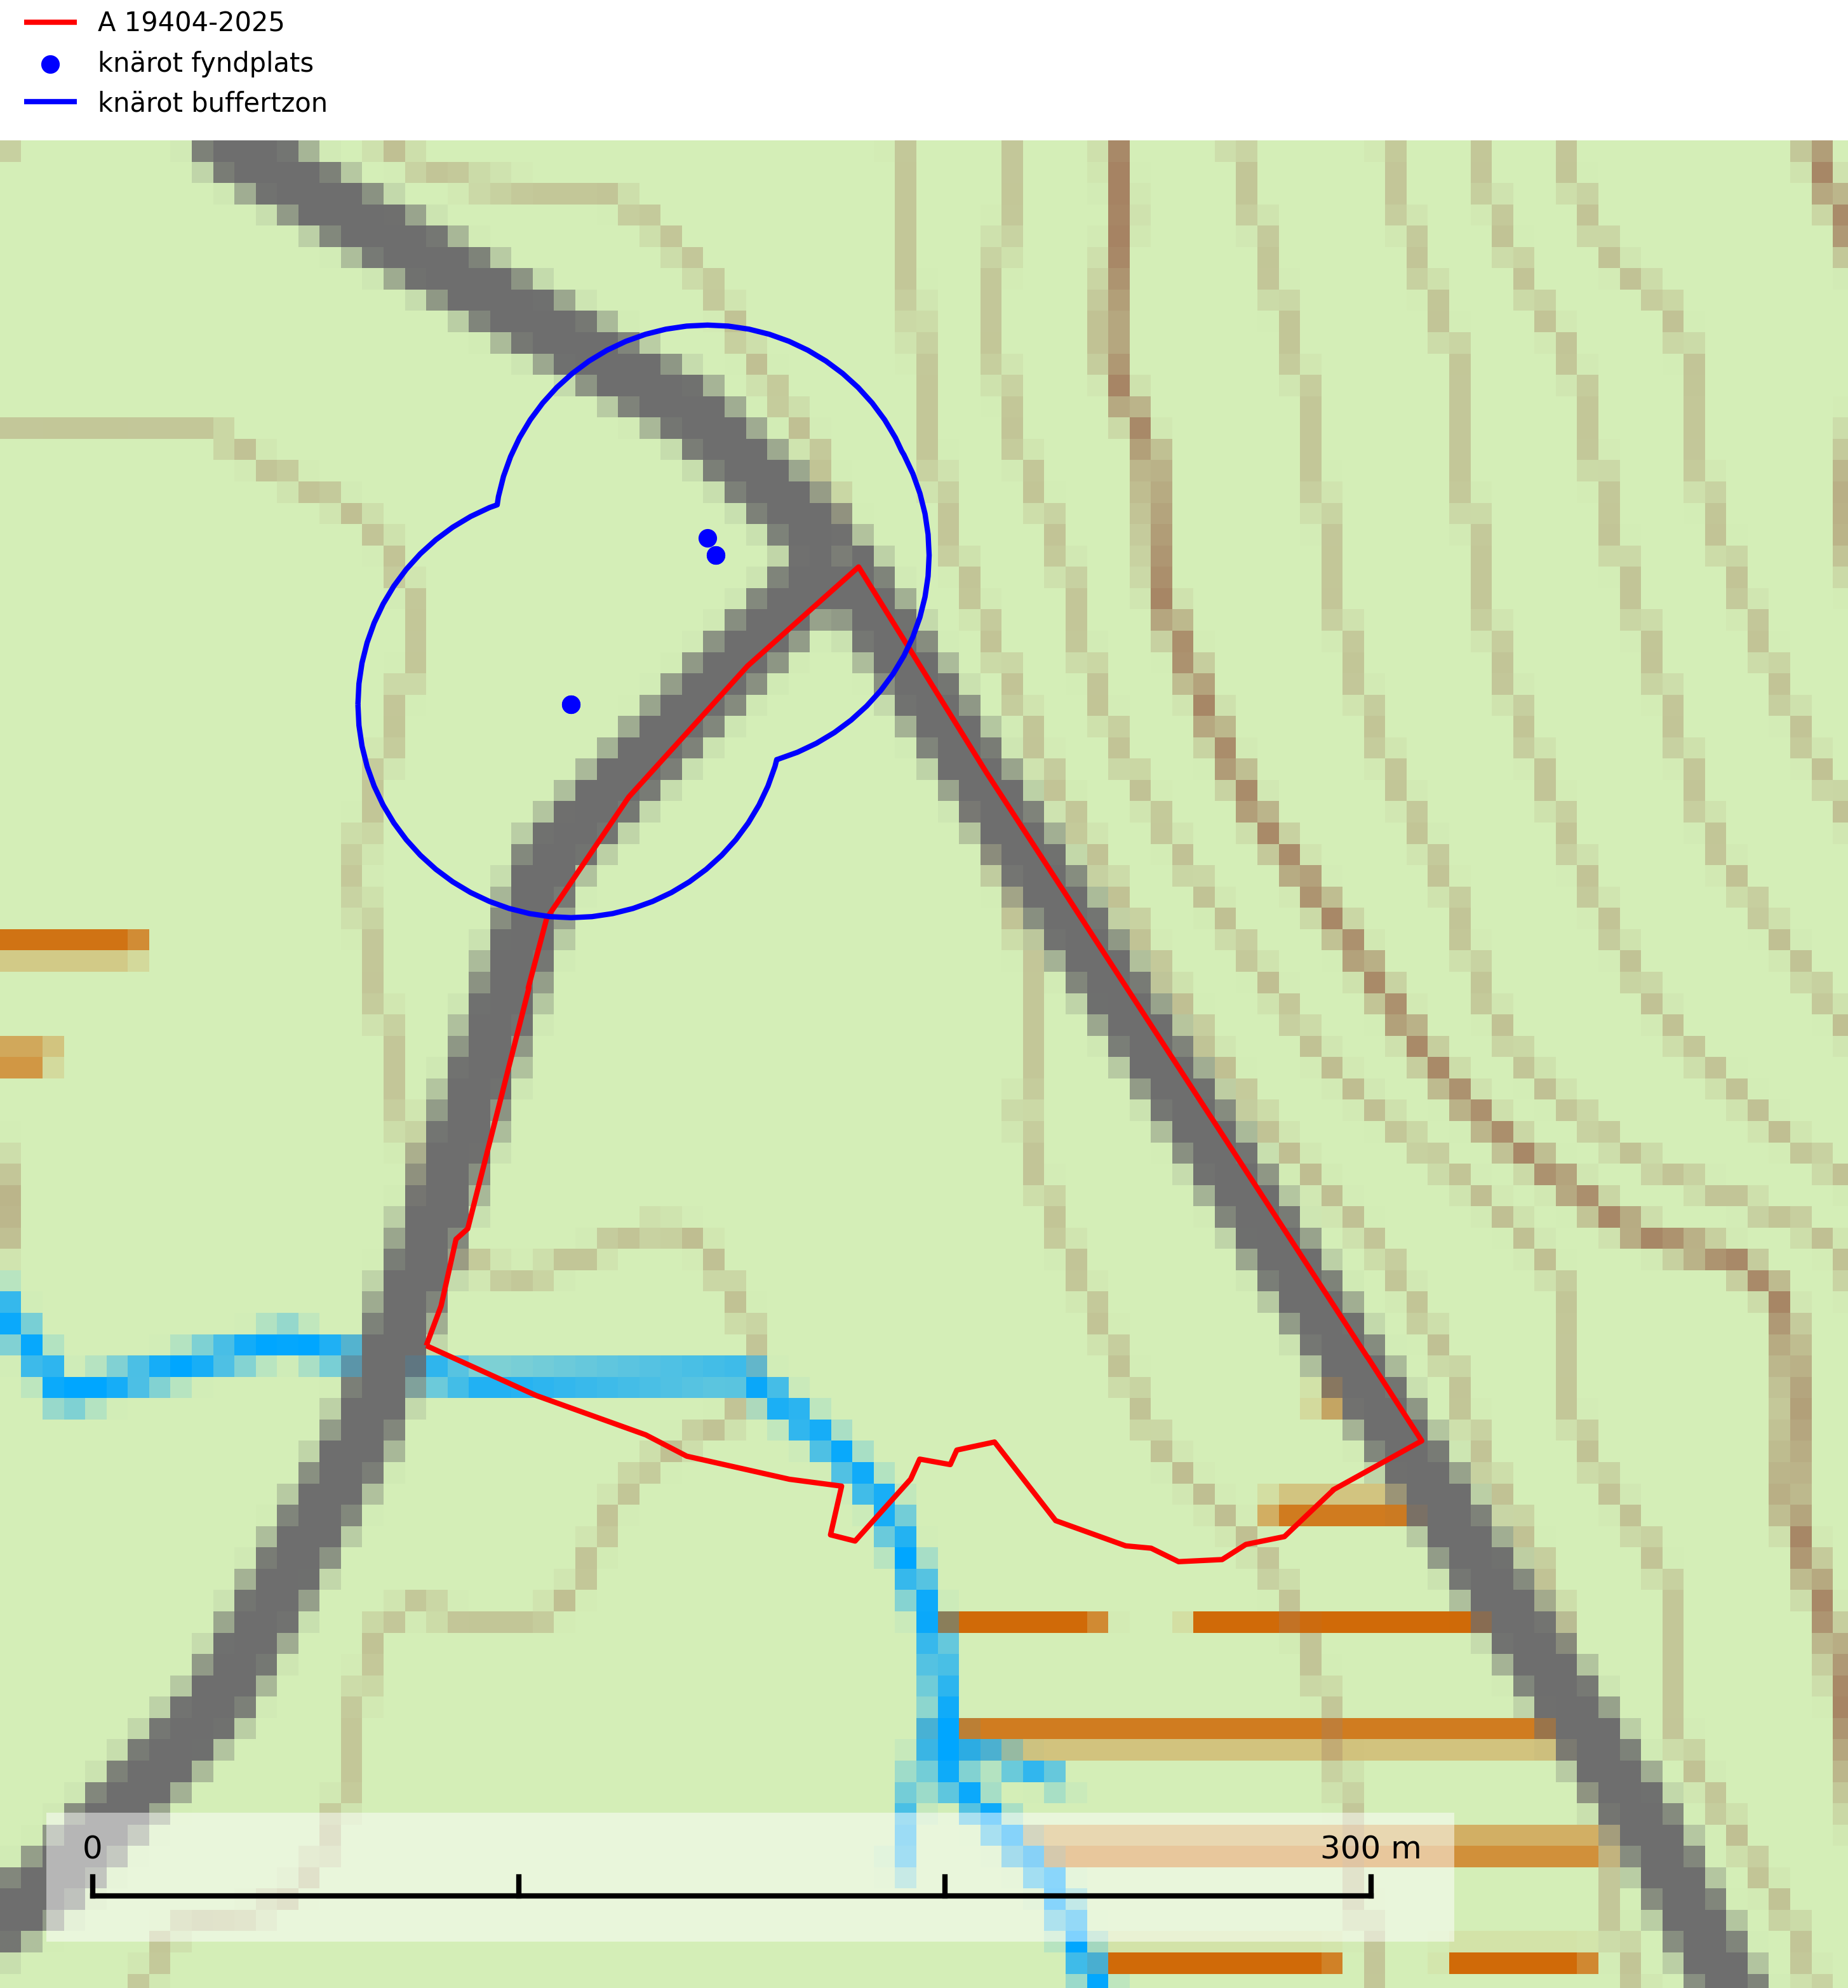 A 19404-2025
knärot fyndplats
knärot buffertzon
0
300 m